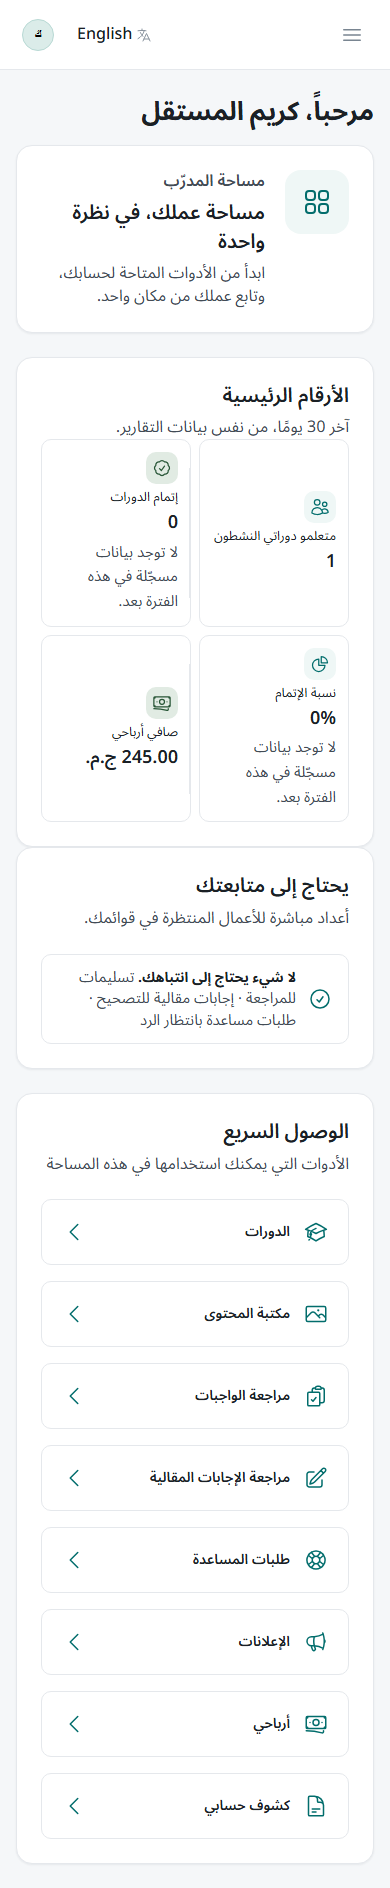 English
ك
مرحباً، كريم المستقل
مساحة المدرّب
مساحة عملك، في نظرة
واحدة
ابدأ من الأدوات المتاحة لحسابك،
وتابع عملك من مكان واحد.
الأرقام الرئيسية
آخر 30 يومًا، من نفس بيانات التقارير.
متعلمو دوراتي النشطون
1
إتمام الدورات
0
لا توجد بيانات
مسجّلة في هذه
الفترة بعد.
نسبة الإتمام
0%
لا توجد بيانات
مسجّلة في هذه
الفترة بعد.
صافي أرباحي
245.00 ج.م.
يحتاج إلى متابعتك
أعداد مباشرة للأعمال المنتظرة في قوائمك.
لا شيء يحتاج إلى انتباهك. تسليمات
للمراجعة · إجابات مقالية للتصحيح ·
طلبات مساعدة بانتظار الرد
الوصول السريع
الأدوات التي يمكنك استخدامها في هذه المساحة
الدورات
مكتبة المحتوى
مراجعة الواجبات
مراجعة الإجابات المقالية
طلبات المساعدة
الإعلانات
أرباحي
كشوف حسابي